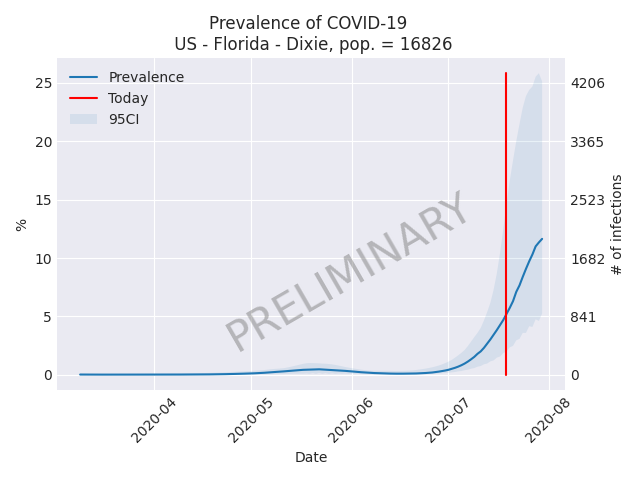 Prevalence of COVID-19
US - Florida - Dixie, pop. = 16826
Prevalence
Today
95CI
25
20
15
10
5
0
%
4206
3365
2523
1682
841
0
# of infections
PRELIMINARY
2020-04
2020-05
2020-06
2020-07
2020-08
Date